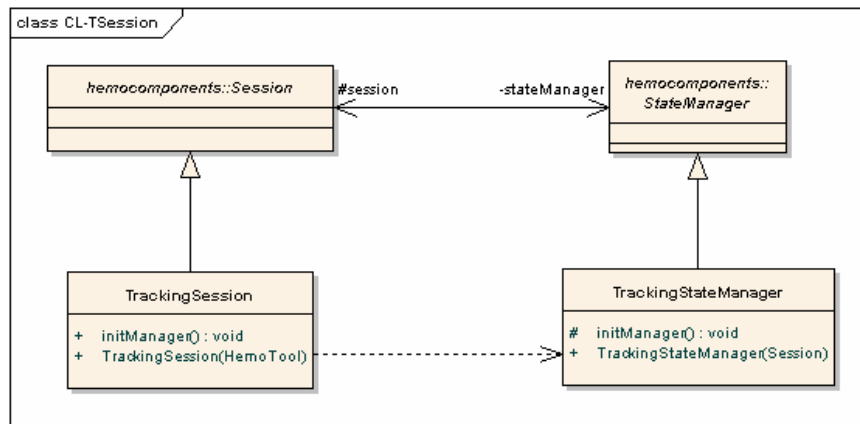 class CL-TSession
hemocomponents::Session
#session
-stateManager
hemocomponents::
StateManager
TrackingSession
+ initManager() : void
+ TrackingSession(HemoTool)
TrackingStateManager
# initManager() : void
+ TrackingStateManager(Session)